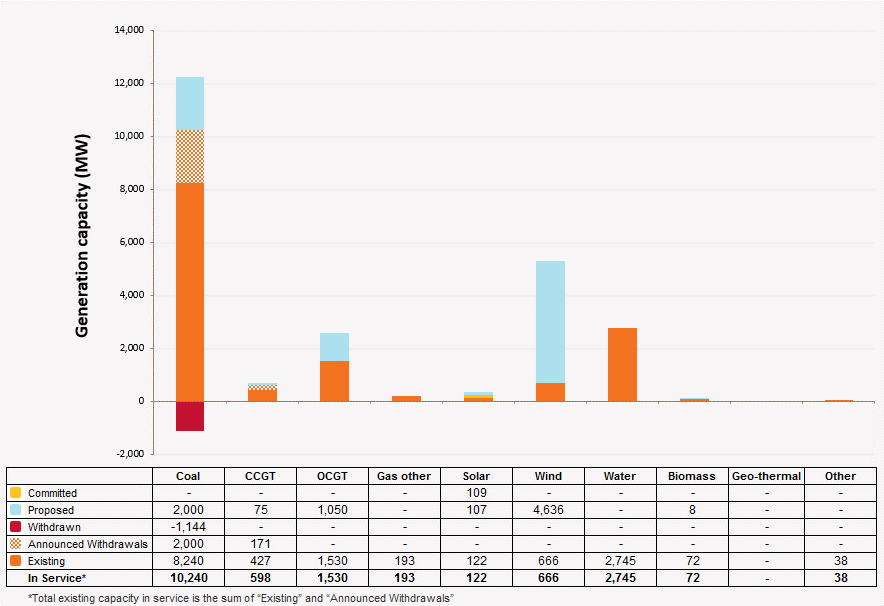 14,000
12,000
10,000
8,000
6,000
4,000
2,000
0
-2,000
Generation capacity (MW)
Coal CCGT OCGT Gas other Solar Wind Water Biomass Geo-thermal Other
Committed - - - - 109 - - - - -
Proposed 2,000 75 1,050 - 107 4,636 - 8 - -
Withdrawn -1,144 - - - - - - - - -
Announced Withdrawals 2,000 171 - - - - - - - -
Existing 8,240 427 1,530 193 122 666 2,745 72 - 38
In Service* 10,240 598 1,530 193 122 666 2,745 72 - 38
*Total existing capacity in service is the sum of “Existing” and “Announced Withdrawals”